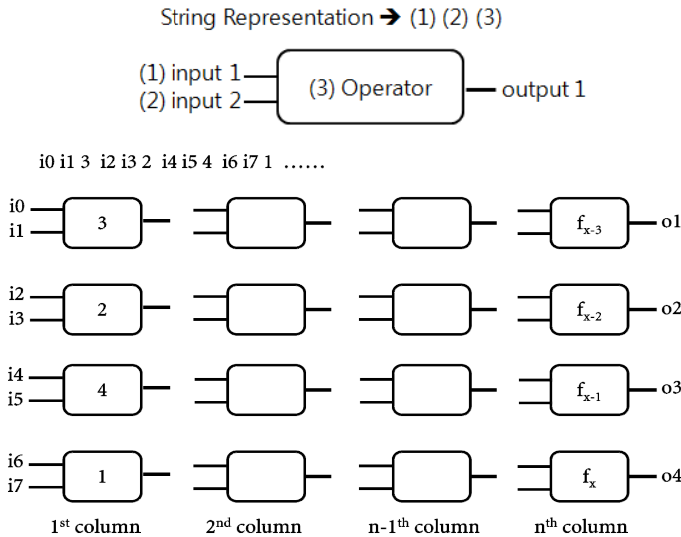 String Representation ➔ (1) (2) (3)
(1) input 1
(2) input 2
(3) Operator
output 1
i0 i1 3 i2 i3 2 i4 i5 4 i6 i7 1 ......
i0
i1
3
fx-3
o1
i2
i3
2
fx-2
o2
i4
i5
4
fx-1
o3
i6
i7
1
fx
o4
1st column 2nd column n-1th column nth column